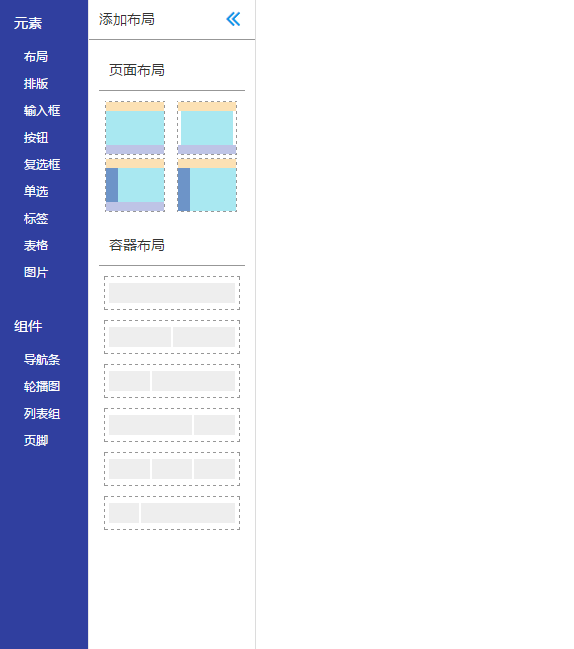 元素
布局
排版
输入框
按钮
复选框
单选
标签
表格
图片
组件
导航条
轮播图
列表组
页脚
添加布局
页面布局
容器布局